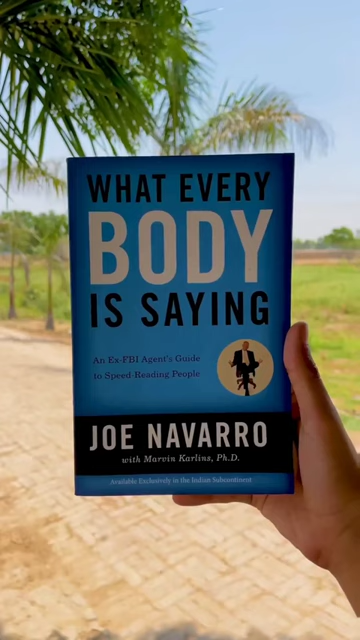 WHAT EVERY
BODY
IS SAYING
An Ex-FBI Agent's Guide
to Speed-Reading People
JOE NAVARRO
with Marvin Karlins, Ph.D.
Available Exclusively in the Indian Subcontinent